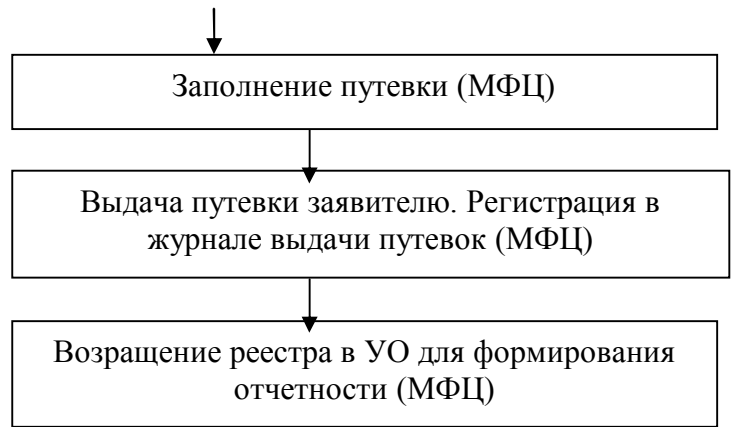 Заполнение путевки (МФЦ)
Выдача путевки заявителю. Регистрация в
журнале выдачи путевок (МФЦ)
Возращение реестра в УО для формирования
отчетности (МФЦ)